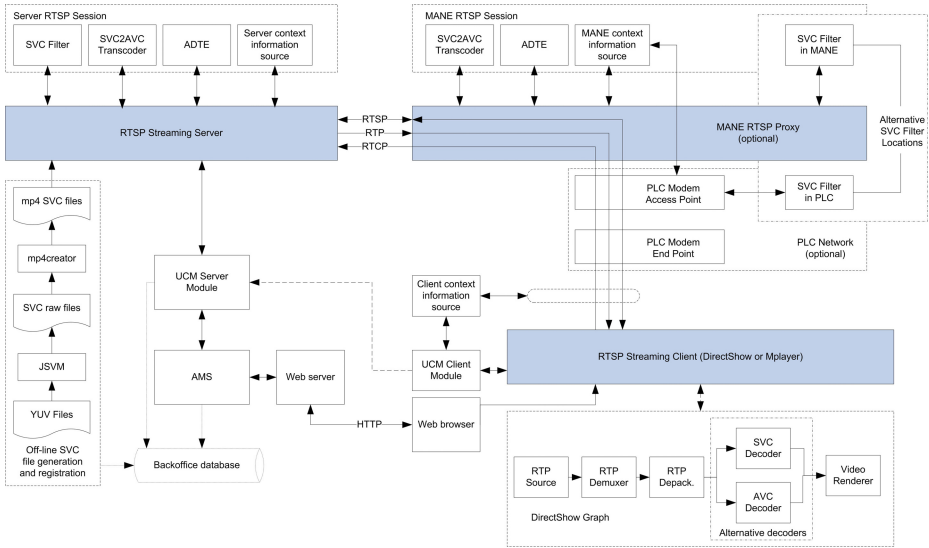 Server RTSP Session
SVC Filter
SVC2AVC
Transcoder
ADTE
Server context
information
source
MANE RTSP Session
SVC2AVC
Transcoder
ADTE
MANE context
information
source
SVC Filter
in MANE
RTSP Streaming Server
RTSP
RTP
RTCP
MANE RTSP Proxy
(optional)
Alternative
SVC Filter
Locations
mp4 SVC files
mp4creator
SVC raw files
JSVM
YUV Files
Off-line SVC
file generation
and registration
PLC Modem
Access Point
SVC Filter
in PLC
PLC Modem
End Point
PLC Network
(optional)
UCM Server
Module
Client context
information
source
AMS
Web server
UCM Client
Module
RTSP Streaming Client (DirectShow or Mplayer)
HTTP
Web browser
Backoffice database
RTP
Source
RTP
Demuxer
RTP
Depack.
SVC
Decoder
AVC
Decoder
Video
Renderer
DirectShow Graph
Alternative decoders